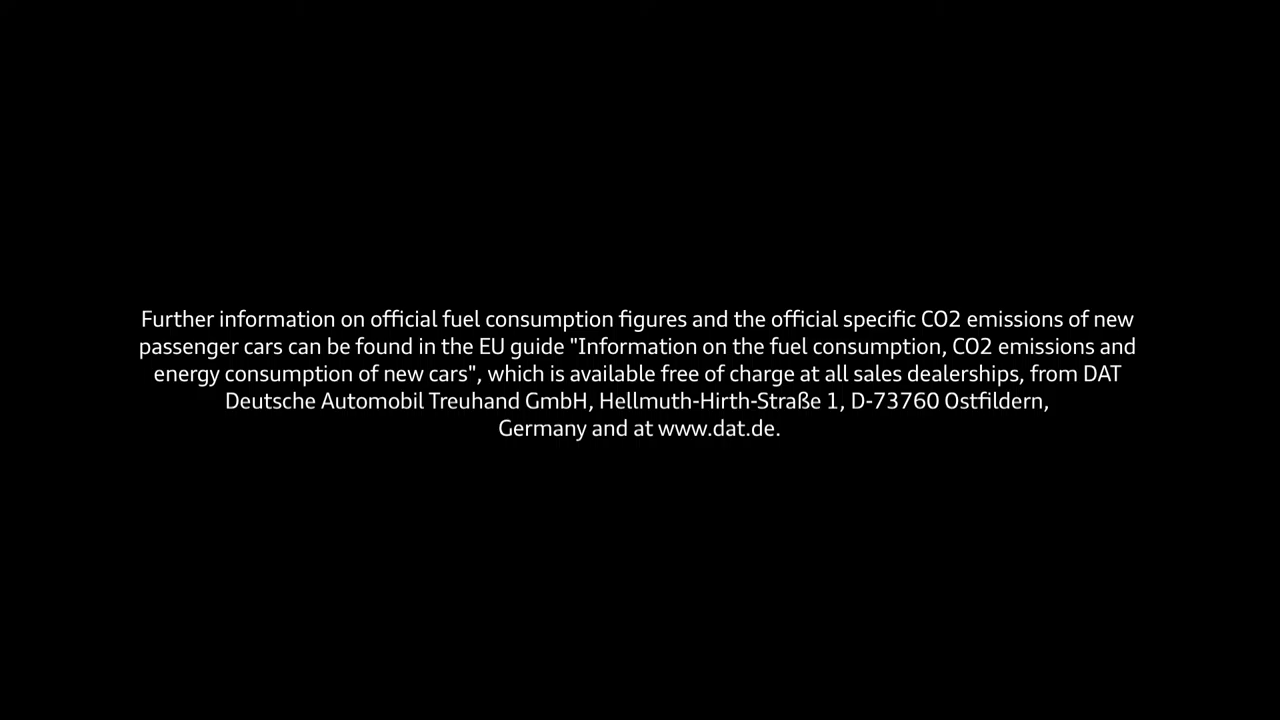 Further information on official fuel consumption figures and the official specific CO2 emissions of new
passenger cars can be found in the EU guide "Information on the fuel consumption, CO2 emissions and
energy consumption of new cars", which is available free of charge at all sales dealerships, from DAT
Deutsche Automobil Treuhand GmbH, Hellmuth-Hirth-Straße 1, D-73760 Ostfildern,
Germany and at www.dat.de.